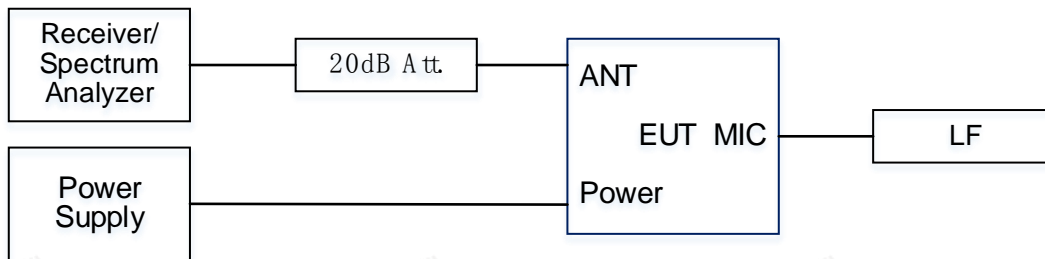 Receiver/
Spectrum
Analyzer
20dB Att.
ANT
EUT MIC
LF
Power
Power
Supply